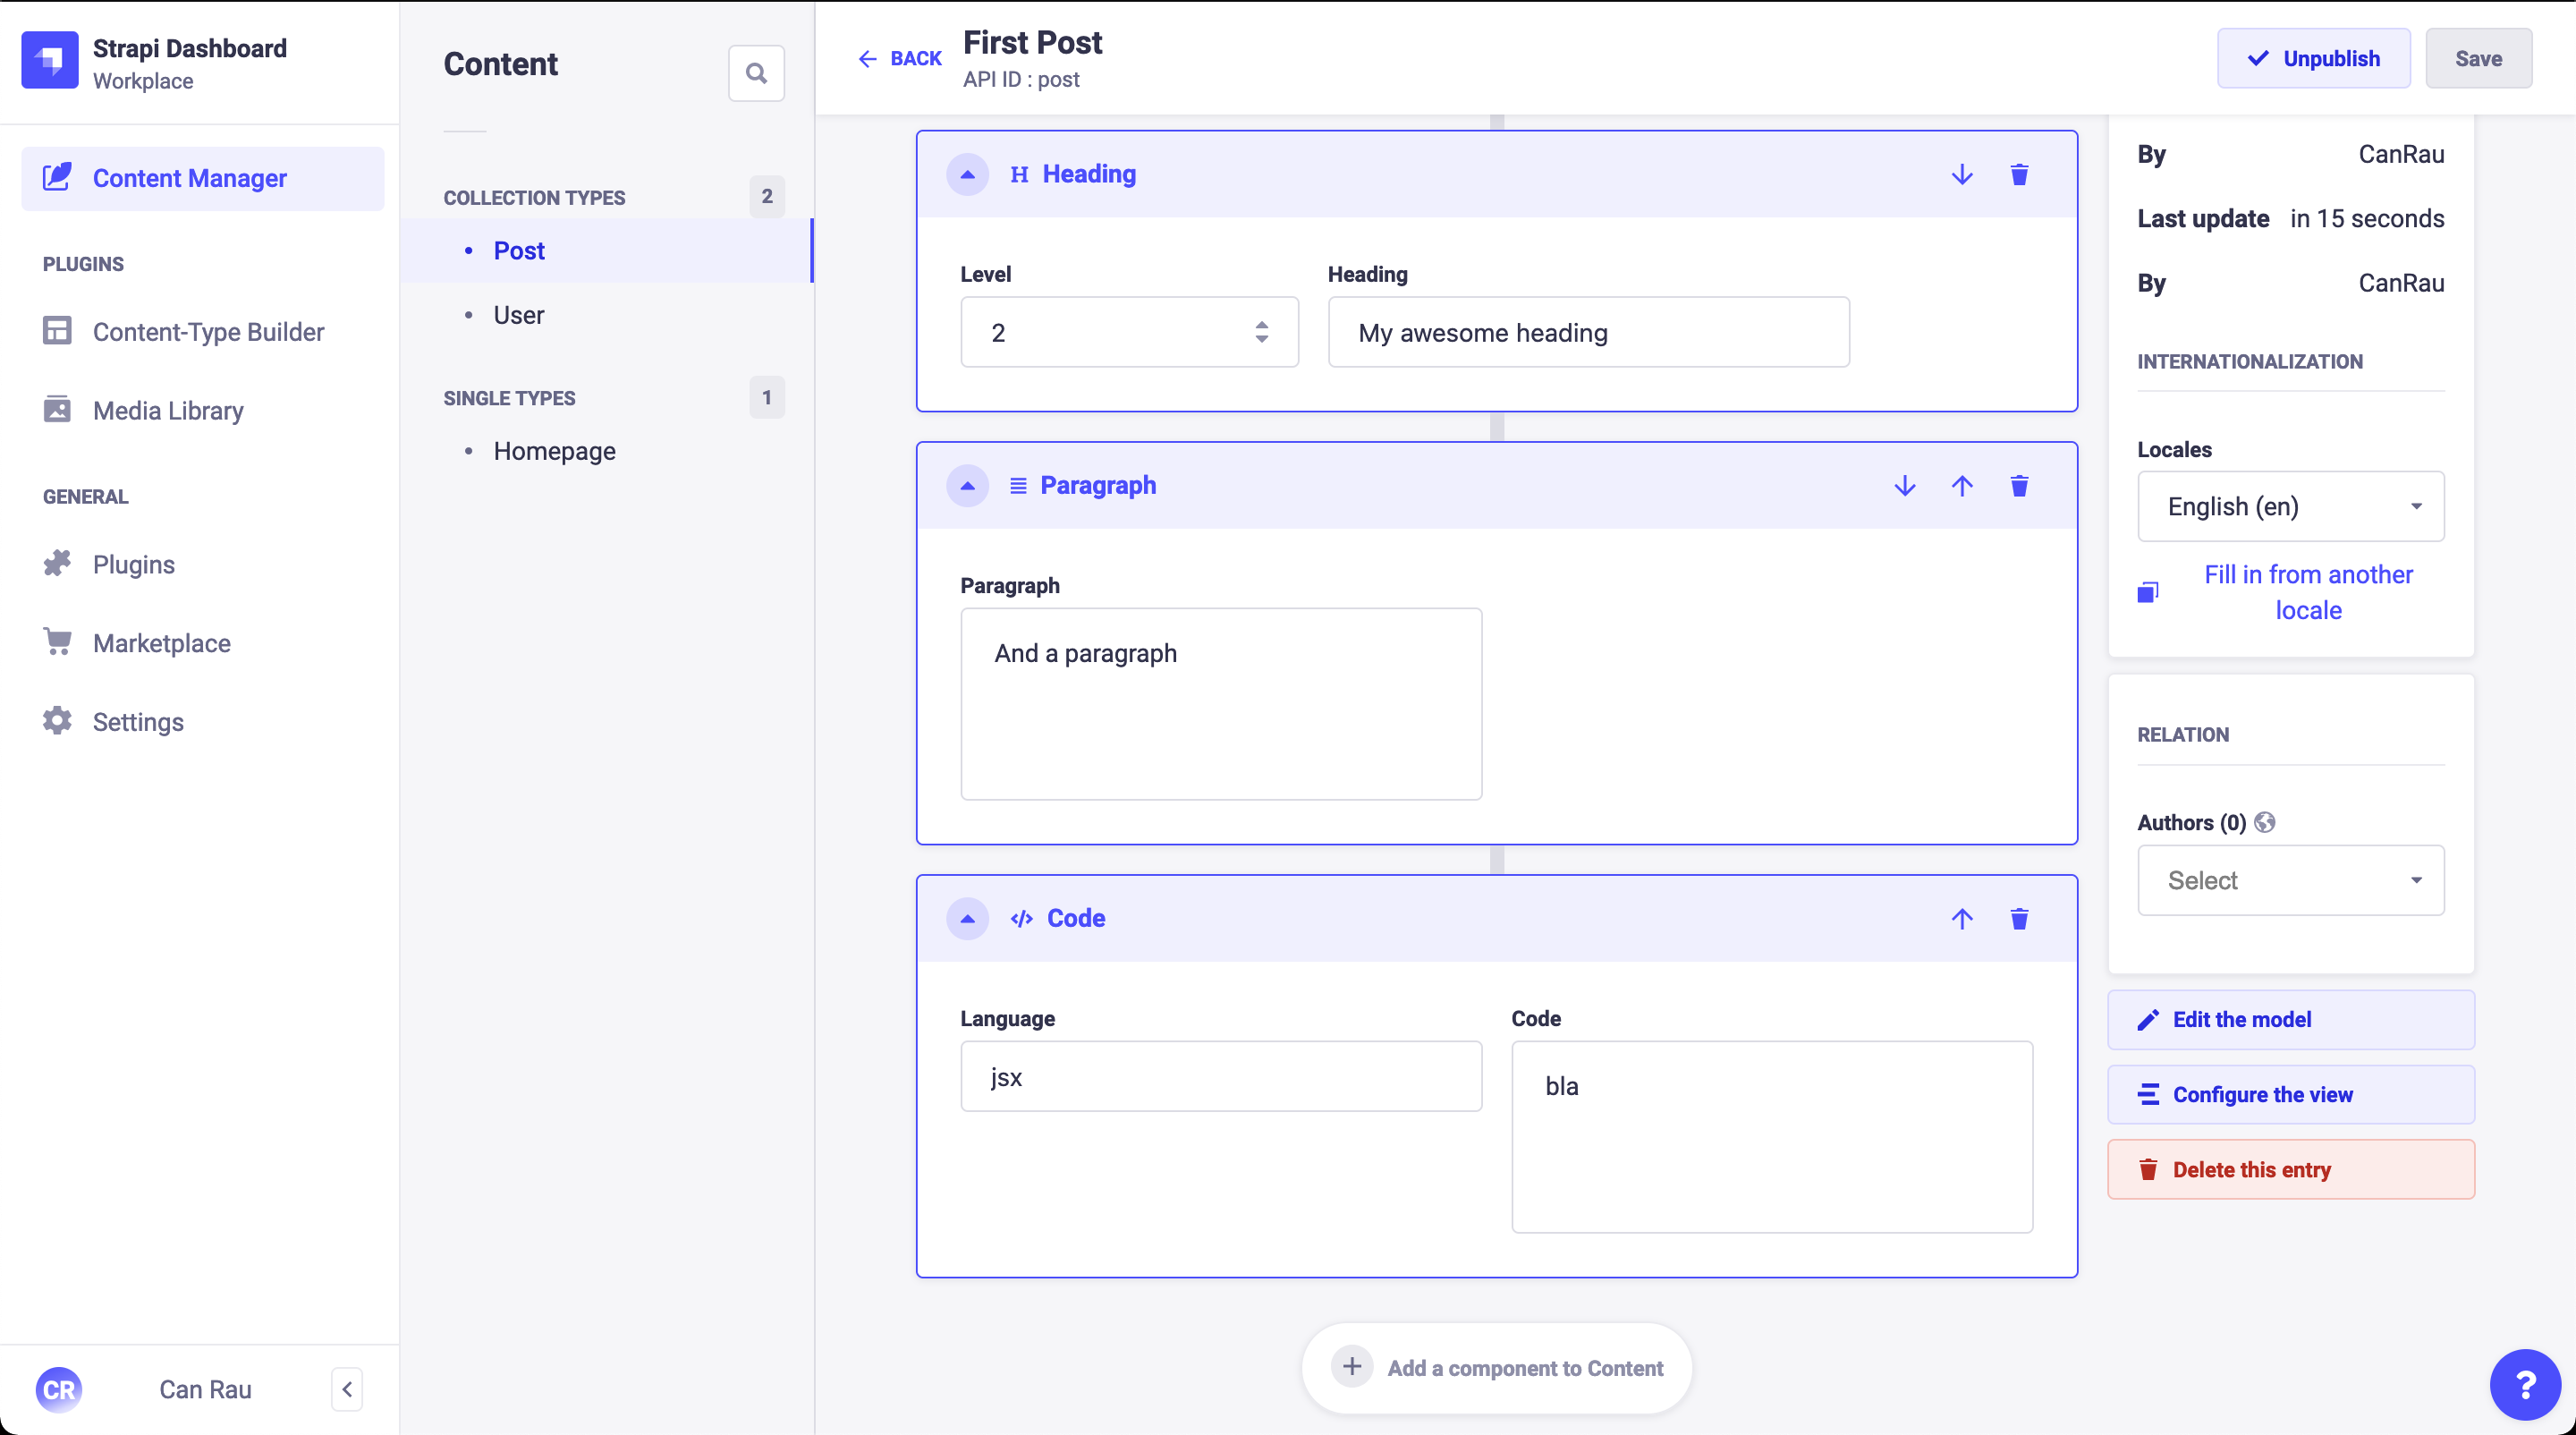 Strapi Dashboard
Workplace
Content Manager
PLUGINS
Content-Type Builder
Media Library
GENERAL
Plugins
Marketplace
Settings
CR
Can Rau
Content
COLLECTION TYPES 2
Post
User
SINGLE TYPES 1
Homepage
BACK
First Post
API ID : post
Unpublish
Save
H Heading
Level
2
Heading
My awesome heading
Paragraph
Paragraph
And a paragraph
</> Code
Language
jsx
Code
bla
Add a component to Content
By CanRau
Last update in 15 seconds
By CanRau
INTERNATIONALIZATION
Locales
English (en)
Fill in from another
locale
RELATION
Authors (0)
Select
Edit the model
Configure the view
Delete this entry
?